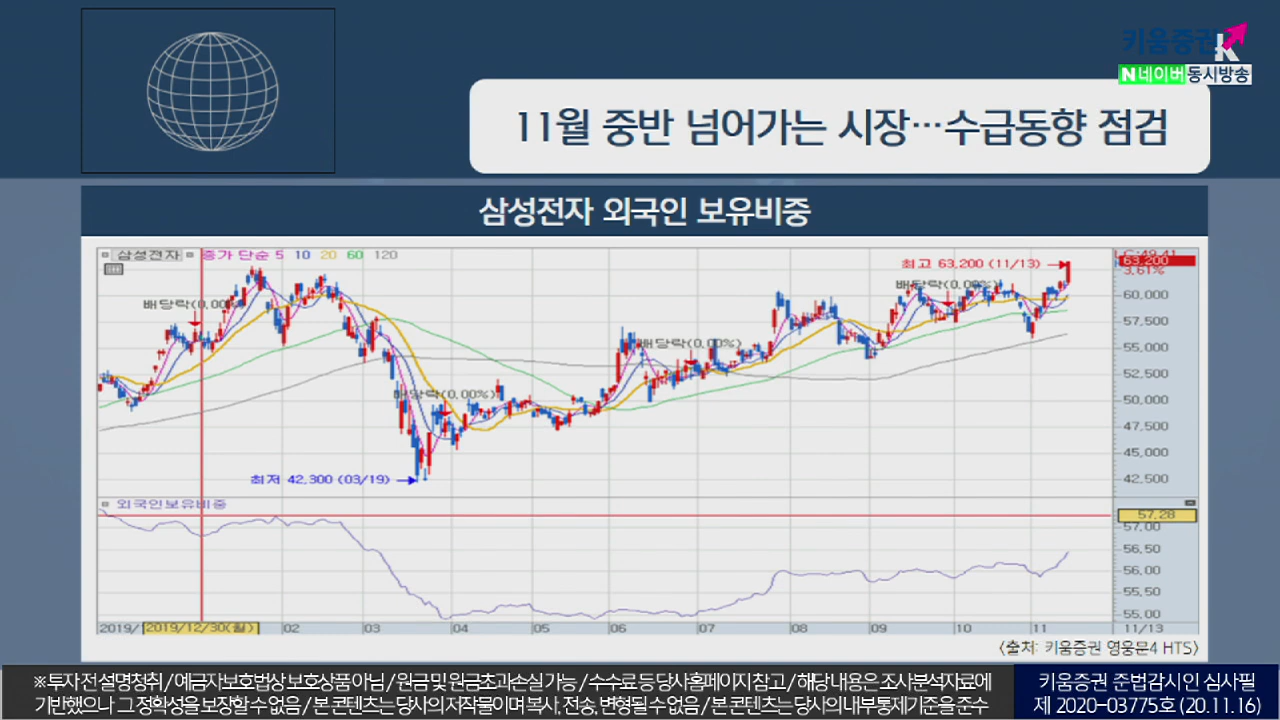 키움증권
N 네이버 동시방송
11월 중반 넘어가는 시장…수급동향 점검
삼성전자 외국인 보유비중
삼성전자 종가 단순 5 10 20 60 120
LC:49.41
최고 63,200 (11/13)
63,200
3.61%
배당락(0.00%)
배당락(0.00%)
60,000
57,500
배당락(0.00%)
55,000
52,500
배당락(0.00%)
50,000
47,500
45,000
최저 42,300 (03/19)
42,500
외국인보유비중
57.28
57.00
56.50
56.00
55.50
55.00
2019/ 2019/12/30(월) 02 03 04 05 06 07 08 09 10 11 11/13
〈출처: 키움증권 영웅문4 HTS〉
※ 투자 전 설명청취 / 예금자보호법상 보호상품 아님 / 원금 및 원금초과손실 가능 / 수수료 등 당사홈페이지 참고 / 해당 내용은 조사분석자료에
기반했으나 그 정확성을 보장할 수 없음 / 본 콘텐츠는 당사의 저작물이며 복사, 전송, 변형될 수 없음 / 본 콘텐츠는 당사의 내부통제기준을 준수
키움증권 준법감시인 심사필
제 2020-03775호 (20.11.16)